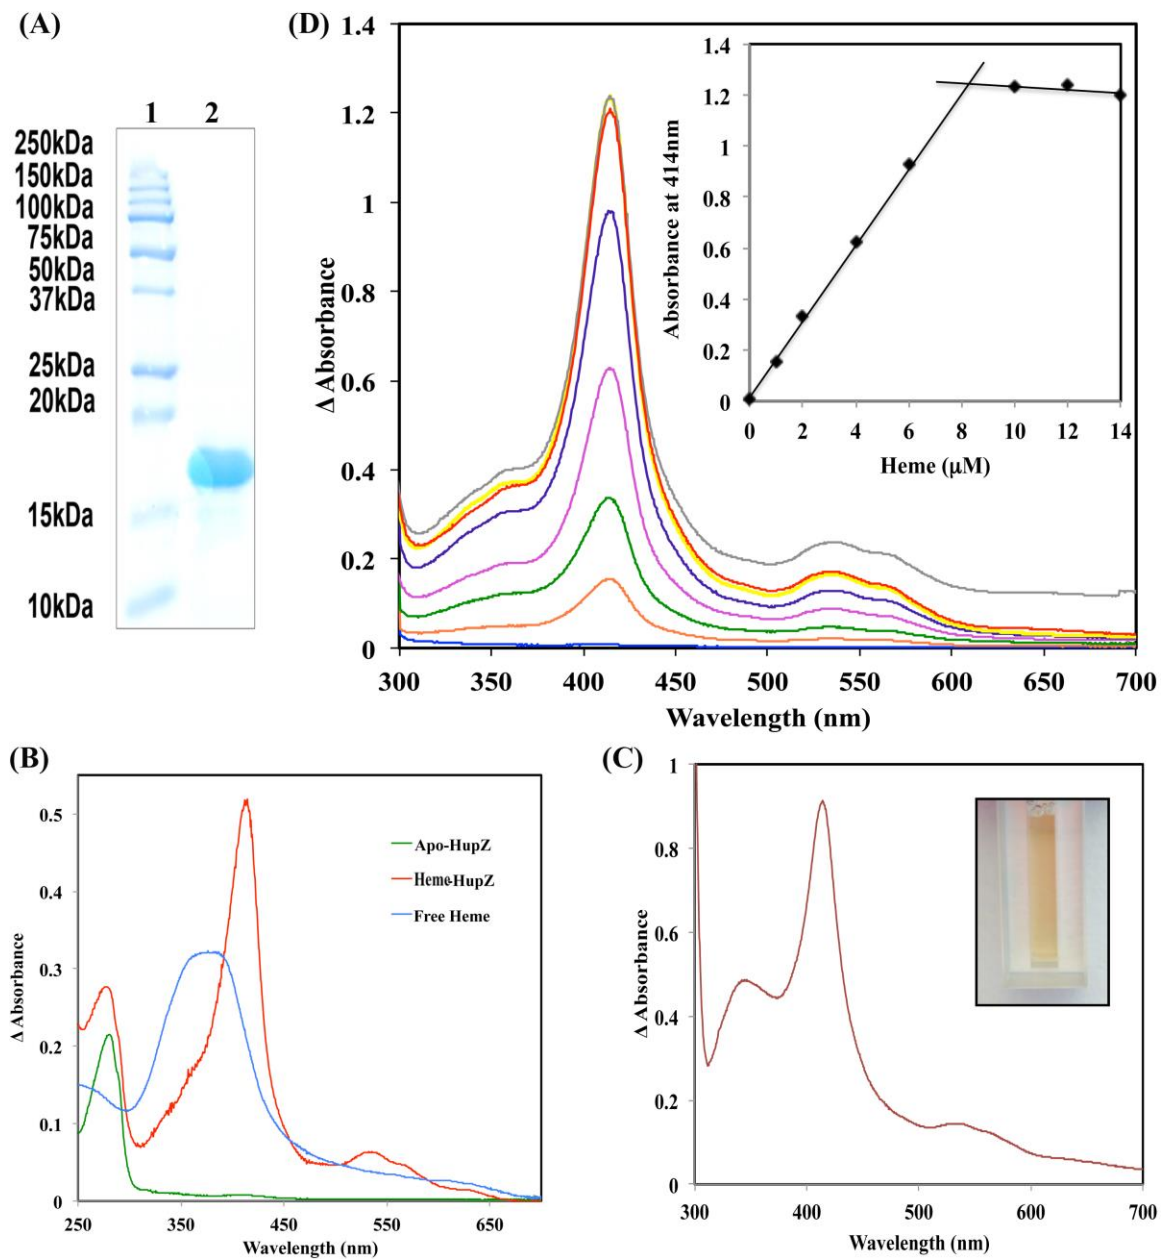 (A)
1 2
250kDa
150kDa
100kDa
75kDa
50kDa
37kDa
25kDa
20kDa
15kDa
10kDa
(D)
Δ Absorbance
1.4
1.2
1
0.8
0.6
0.4
0.2
0
300 350 400 450 500 550 600 650 700
Wavelength (nm)
Absorbance at 414nm
1.4
1.2
1
0.8
0.6
0.4
0.2
0
0 2 4 6 8 10 12 14
Heme (μM)
(B)
Δ Absorbance
0.5
0.4
0.3
0.2
0.1
0
250 350 450 550 650
Wavelength (nm)
Apo-HupZ
Heme-HupZ
Free Heme
(C)
Δ Absorbance
1
0.8
0.6
0.4
0.2
0
300 400 500 600 700
Wavelength (nm)